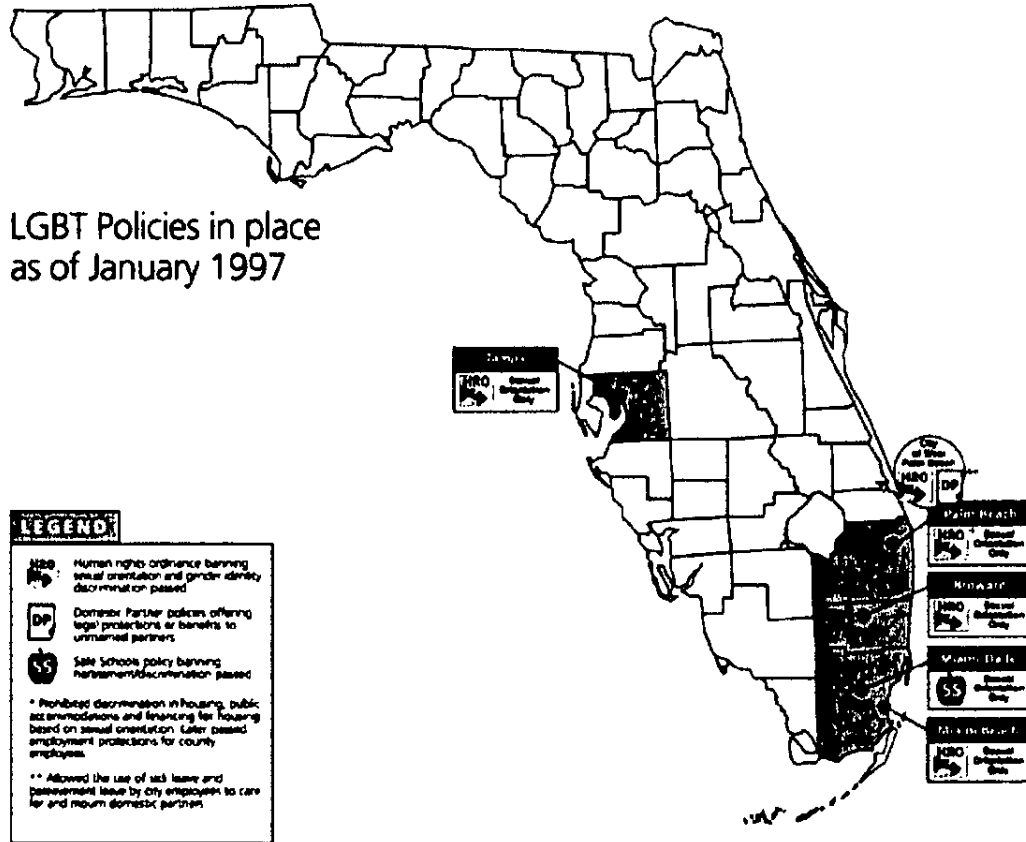 LGBT Policies in place
as of January 1997
Tampa
HRO
Sexual
Orientation
Only
City
of West
Palm Beach
HRO
DP
**
Palm Beach
HRO
*
Sexual
Orientation
Only
Broward
HRO
Sexual
Orientation
Only
Miami Dade
SS
Sexual
Orientation
Only
Miami Beach
HRO
Sexual
Orientation
Only
LEGEND
HRO
Human rights ordinance banning
sexual orientation and gender identity
discrimination passed
DP
Domestic Partner policies offering
legal protections or benefits to
unmarried partners
SS
Safe Schools policy banning
harassment/discrimination passed
* Prohibited discrimination in housing, public
accommodations and financing for housing
based on sexual orientation. Later passed
employment protections for county
employees
** Allowed the use of sick leave and
bereavement leave by city employees to care
for and mourn domestic partners